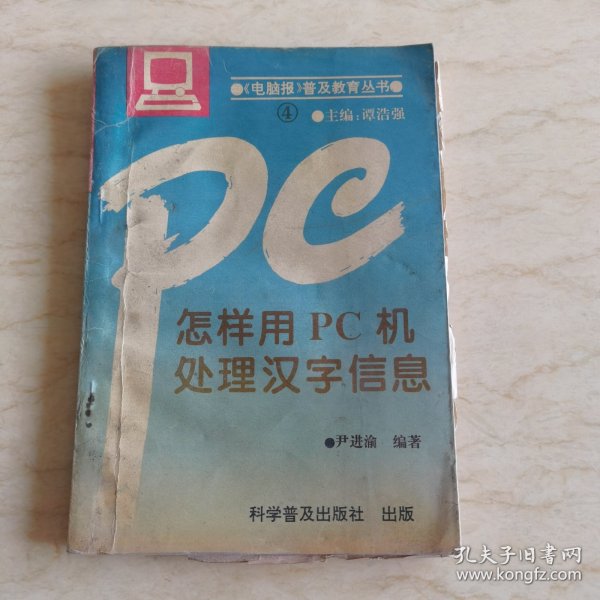 ●《电脑报》普及教育丛书●
④ ●主编:谭浩强
PC
怎样用 PC 机
处理汉字信息
●尹进渝 编著
科学普及出版社 出版
孔夫子旧书网
www.kongfz.com